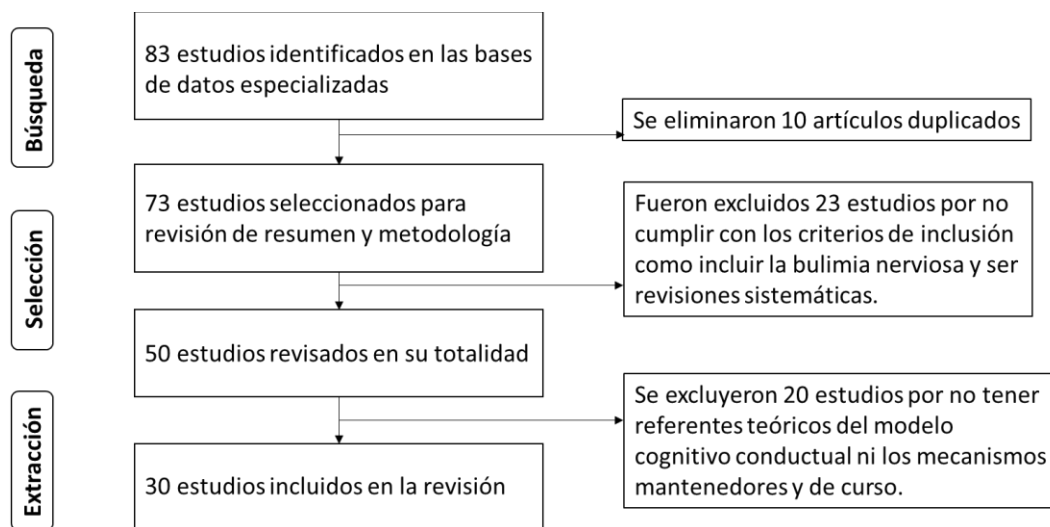 Búsqueda
83 estudios identificados en las bases
de datos especializadas
Se eliminaron 10 artículos duplicados
Selección
73 estudios seleccionados para
revisión de resumen y metodología
Fueron excluidos 23 estudios por no
cumplir con los criterios de inclusión
como incluir la bulimia nerviosa y ser
revisiones sistemáticas.
50 estudios revisados en su totalidad
Extracción
Se excluyeron 20 estudios por no tener
referentes teóricos del modelo
cognitivo conductual ni los mecanismos
mantenedores y de curso.
30 estudios incluidos en la revisión